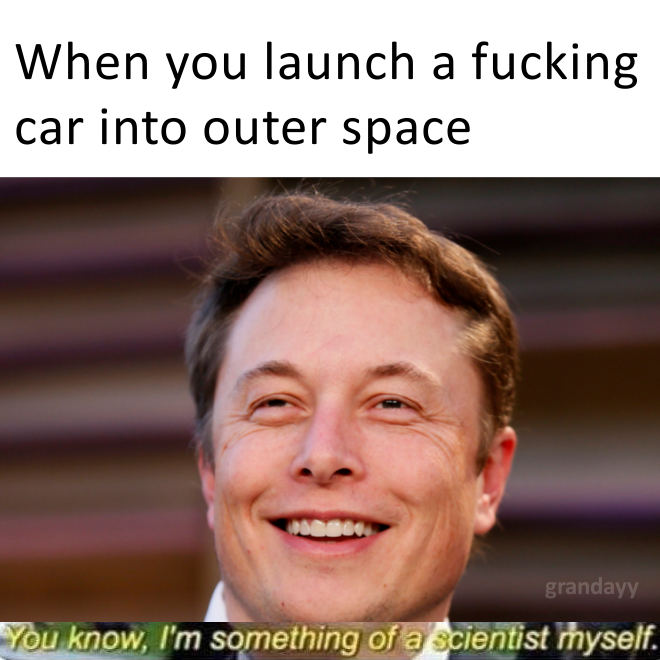 When you launch a fucking
car into outer space
grandayy
You know, I'm something of a scientist myself.